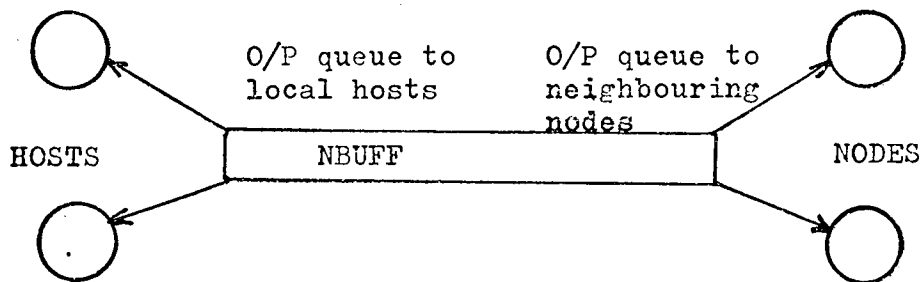 O/P queue to
local hosts
O/P queue to
neighbouring
nodes
HOSTS
NBUFF
NODES